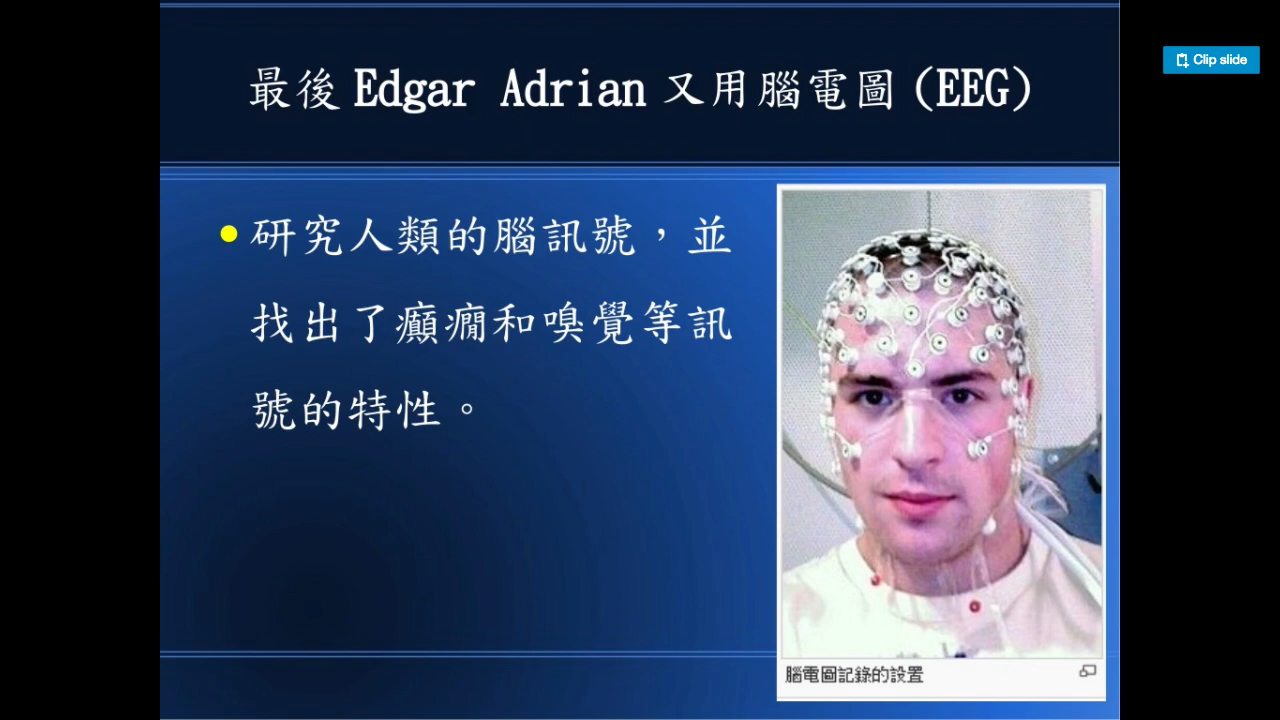 Clip slide
最後 Edgar Adrian 又用腦電圖 (EEG)
研究人類的腦訊號，並
找出了癲癇和嗅覺等訊
號的特性。
腦電圖記錄的設置